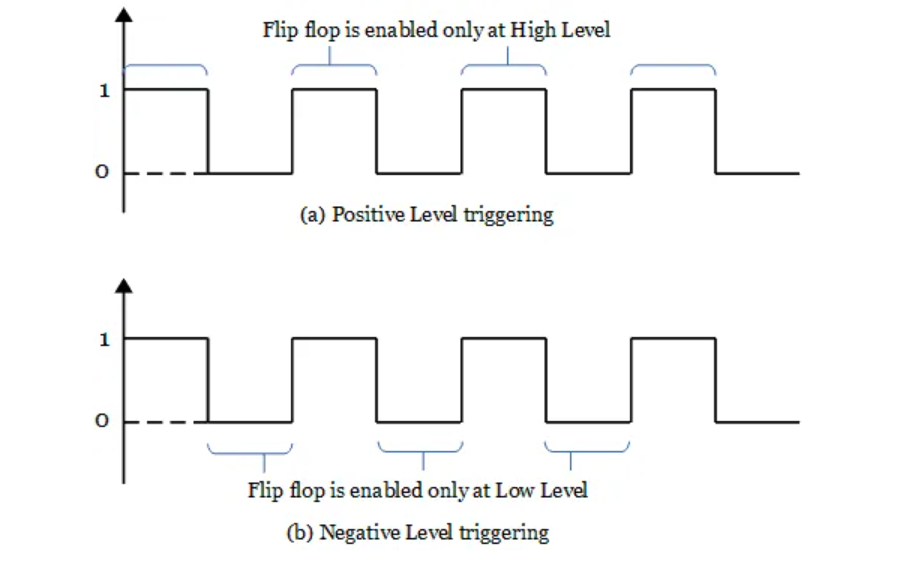 Flip flop is enabled only at High Level
1
0
(a) Positive Level triggering
1
0
Flip flop is enabled only at Low Level
(b) Negative Level triggering